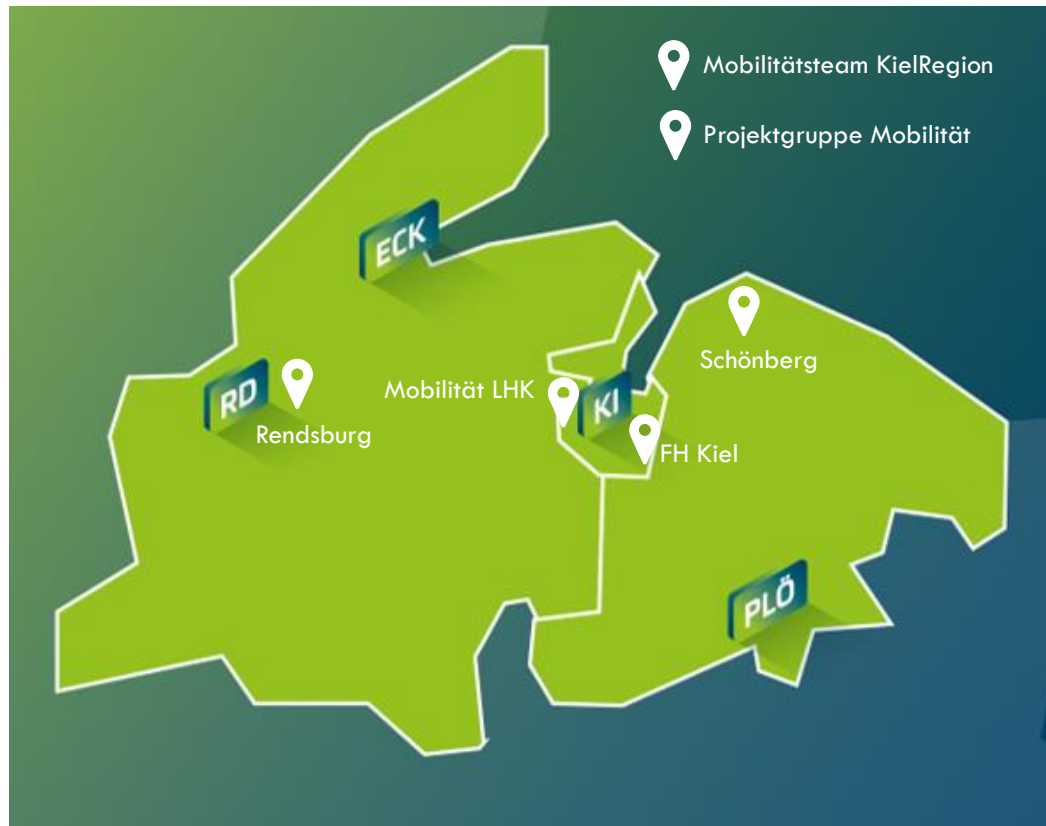 Mobilitätsteam KielRegion
Projektgruppe Mobilität
ECK
Schönberg
RD
Rendsburg
Mobilität LHK
KI
FH Kiel
PLÖ